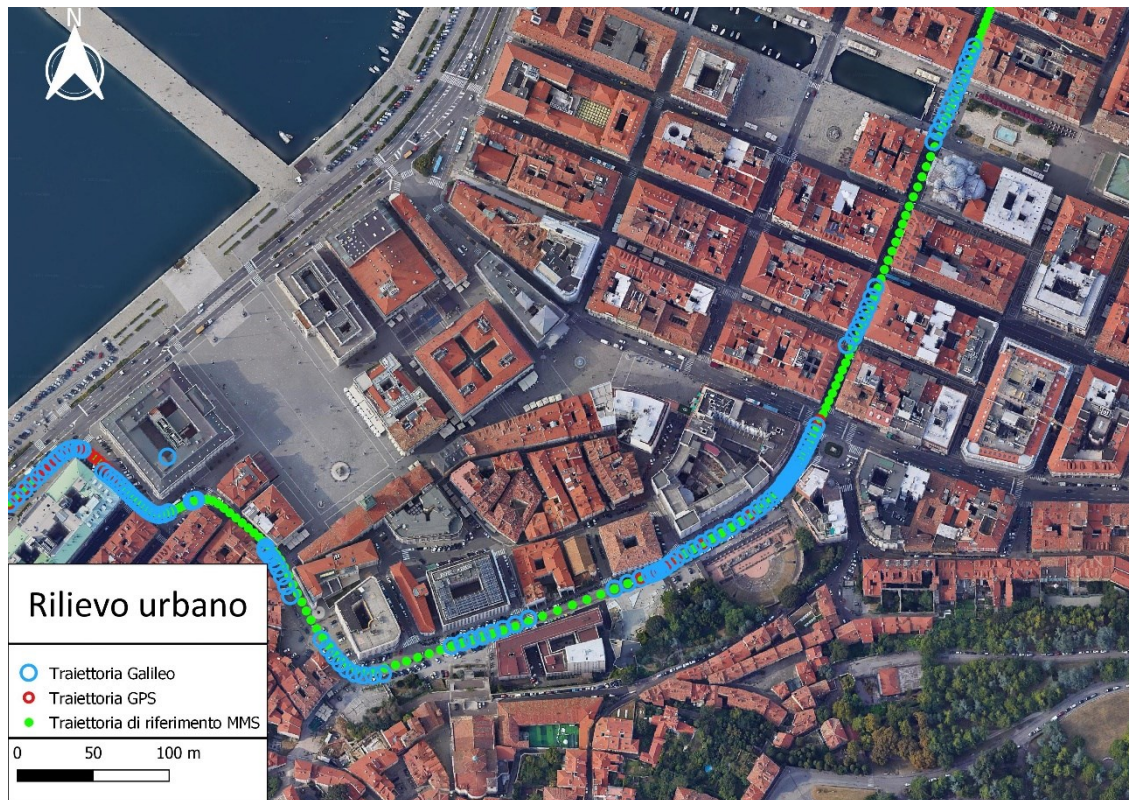 N
Rilievo urbano
Traiettoria Galileo
Traiettoria GPS
Traiettoria di riferimento MMS
0 50 100 m